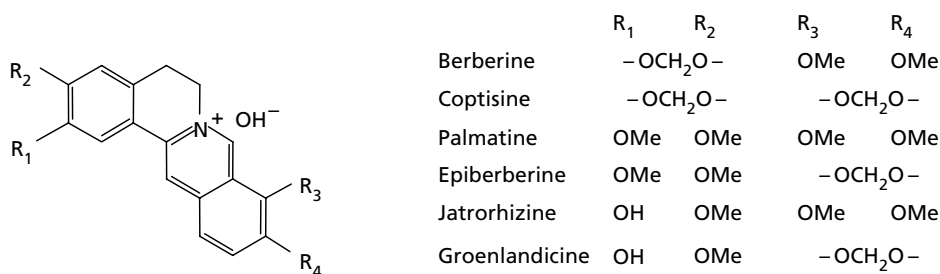 R1 R2 R3 R4
Berberine –OCH2O– OMe OMe
Coptisine –OCH2O– –OCH2O–
Palmatine OMe OMe OMe OMe
Epiberberine OMe OMe –OCH2O–
Jatrorhizine OH OMe OMe OMe
Groenlandicine OH OMe –OCH2O–
R2
R1
N+ OH−
R3
R4